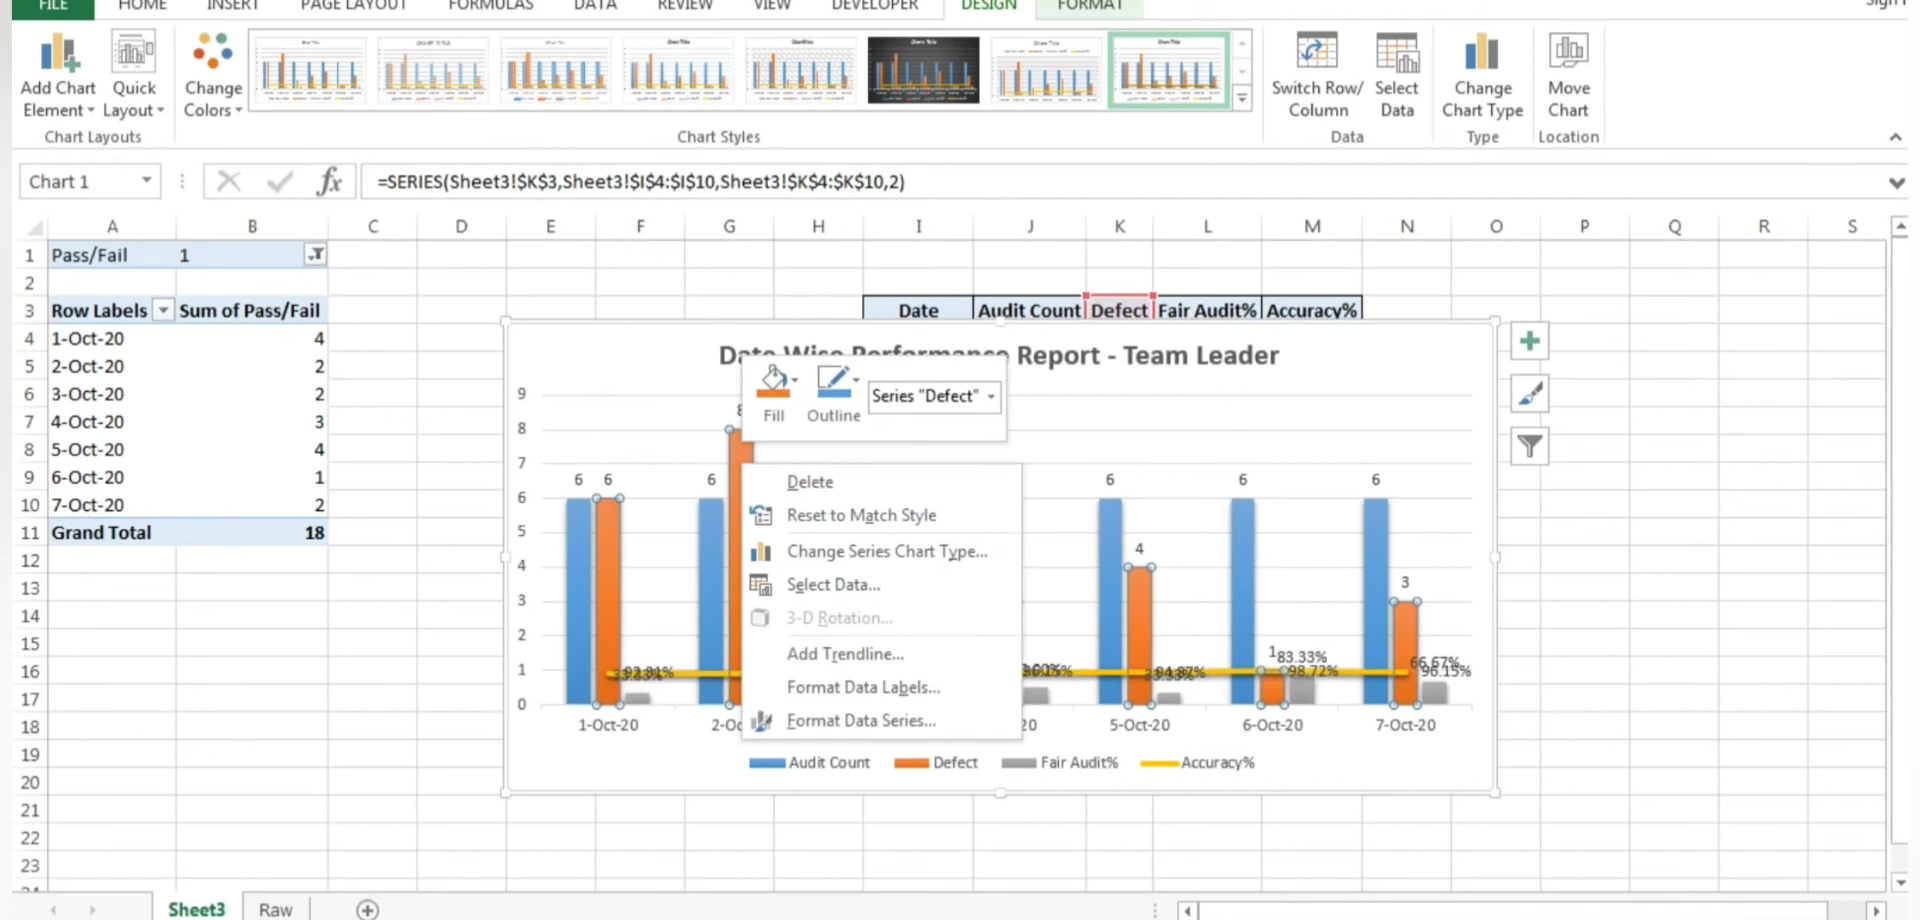 FILE HOME INSERT PAGE LAYOUT FORMULAS DATA REVIEW VIEW DEVELOPER DESIGN FORMAT
Add Chart Element Quick Layout
Chart Layouts
Change Colors
Chart Styles
Switch Row/ Column Select Data
Data
Change Chart Type
Type
Move Chart
Location
Chart 1
fx
=SERIES(Sheet3!$K$3,Sheet3!$I$4:$I$10,Sheet3!$K$4:$K$10,2)
A B C D E F G H I J K L M N O P Q R S
1 Pass/Fail 1
2
3 Row Labels Sum of Pass/Fail Date Audit Count Defect Fair Audit% Accuracy%
4 1-Oct-20 4
5 2-Oct-20 2
6 3-Oct-20 2
7 4-Oct-20 3
8 5-Oct-20 4
9 6-Oct-20 1
10 7-Oct-20 2
11 Grand Total 18
12
13
14
15
16
17
18
19
20
21
22
23
Date Wise Performance Report - Team Leader
Fill
Outline
Series "Defect"
Delete
Reset to Match Style
Change Series Chart Type...
Select Data...
3-D Rotation...
Add Trendline...
Format Data Labels...
Format Data Series...
9
8
7
6
5
4
3
2
1
0
6 6 6 6 6 6
4
3
1 83.33%
66.67%
98.72% 96.15%
1-Oct-20 5-Oct-20 6-Oct-20 7-Oct-20
Audit Count Defect Fair Audit% Accuracy%
Sheet3 Raw